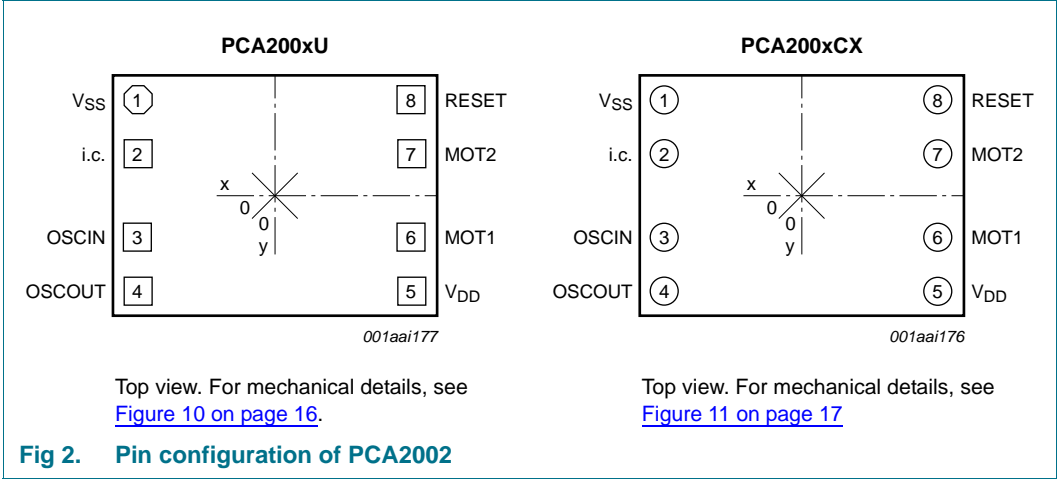 PCA200xU
VSS 1 8 RESET
i.c. 2 7 MOT2
x
0
0
y
OSCIN 3 6 MOT1
OSCOUT 4 5 VDD
001aai177
Top view. For mechanical details, see
Figure 10 on page 16.
PCA200xCX
VSS 1 8 RESET
i.c. 2 7 MOT2
x
0
0
y
OSCIN 3 6 MOT1
OSCOUT 4 5 VDD
001aai176
Top view. For mechanical details, see
Figure 11 on page 17
Fig 2. Pin configuration of PCA2002